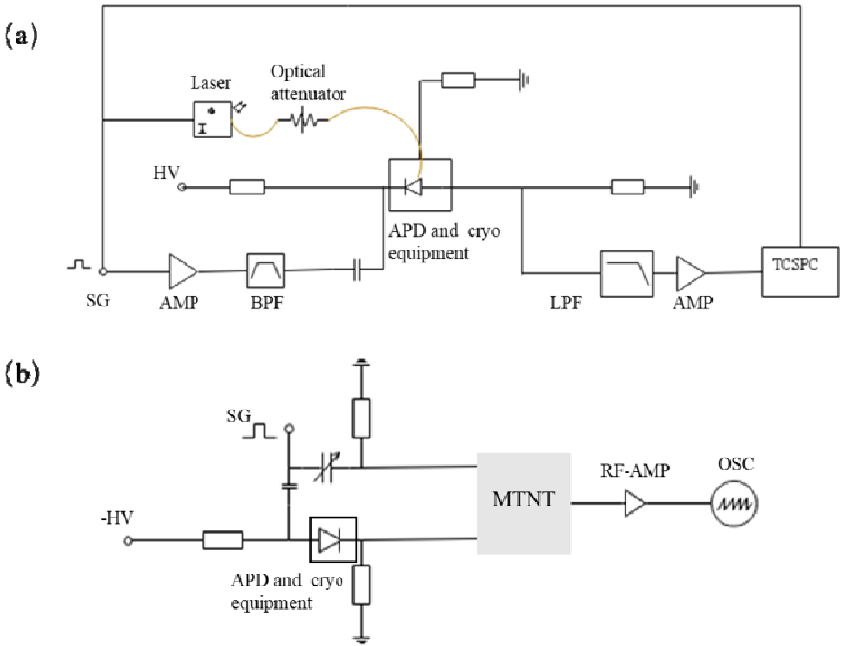 (a)
Laser
Optical
attenuator
I
HV
APD and cryo
equipment
SG
AMP
BPF
LPF
AMP
TCSPC
(b)
SG
-HV
APD and cryo
equipment
MTNT
RF-AMP
OSC